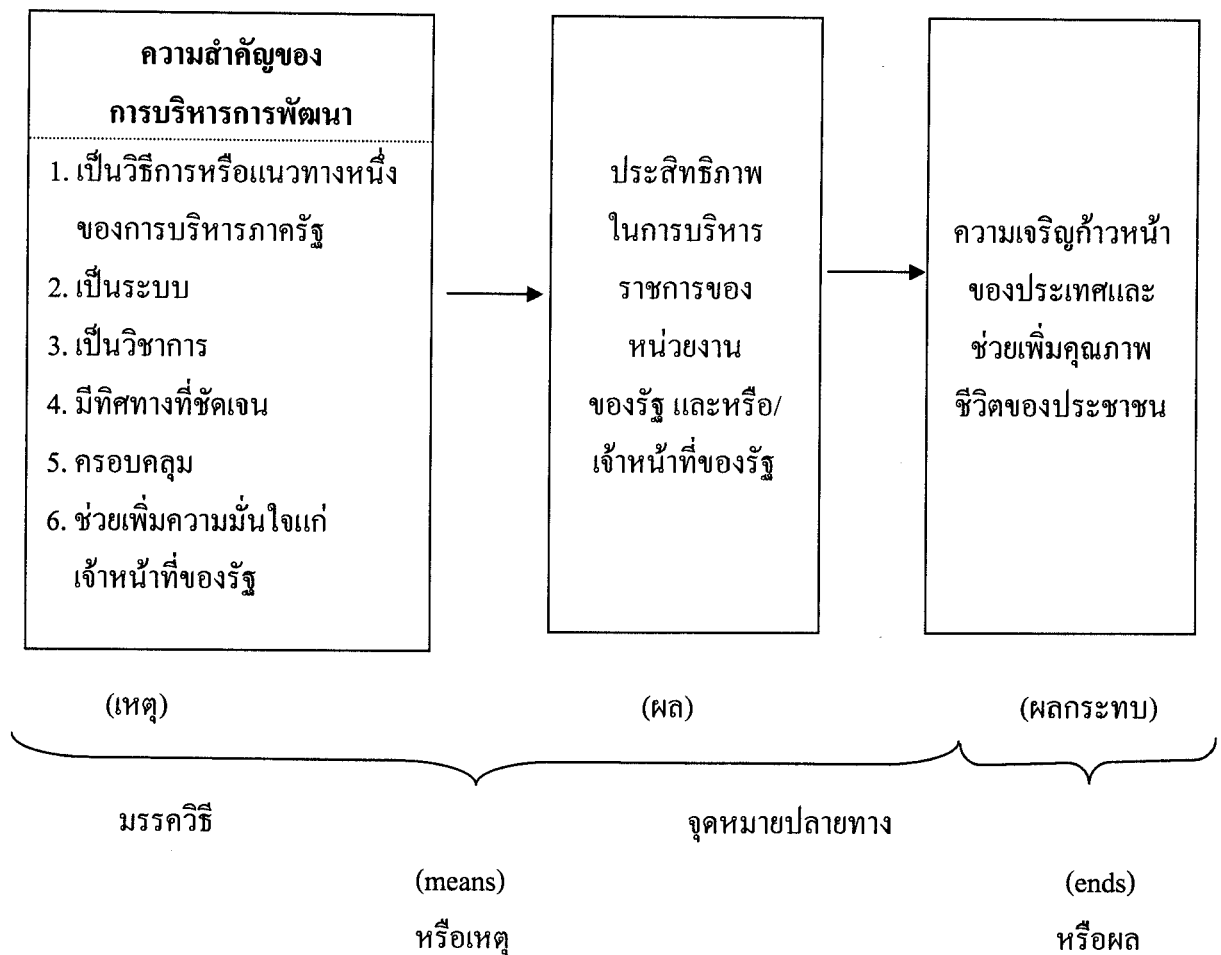 ความสำคัญของ
การบริหารการพัฒนา
1. เป็นวิธีการหรือแนวทางหนึ่ง
ของการบริหารภาครัฐ
2. เป็นระบบ
3. เป็นวิชาการ
4. มีทิศทางที่ชัดเจน
5. ครอบคลุม
6. ช่วยเพิ่มความมั่นใจแก่
เจ้าหน้าที่ของรัฐ
ประสิทธิภาพ
ในการบริหาร
ราชการของ
หน่วยงาน
ของรัฐ และหรือ/
เจ้าหน้าที่ของรัฐ
ความเจริญก้าวหน้า
ของประเทศและ
ช่วยเพิ่มคุณภาพ
ชีวิตของประชาชน
(เหตุ)
(ผล)
(ผลกระทบ)
มรรควิธี
จุดหมายปลายทาง
(means)
(ends)
หรือเหตุ
หรือผล